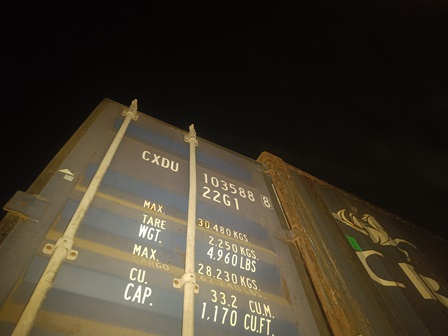 CXDU 103588 8
22G1
MAX. 30.480 KGS.
TARE 2.250 KGS.
WGT. 4,960 LBS
MAX. CGO 28.230 KGS.
CU. 33.2 CU.M.
CAP. 1.170 CU.FT.